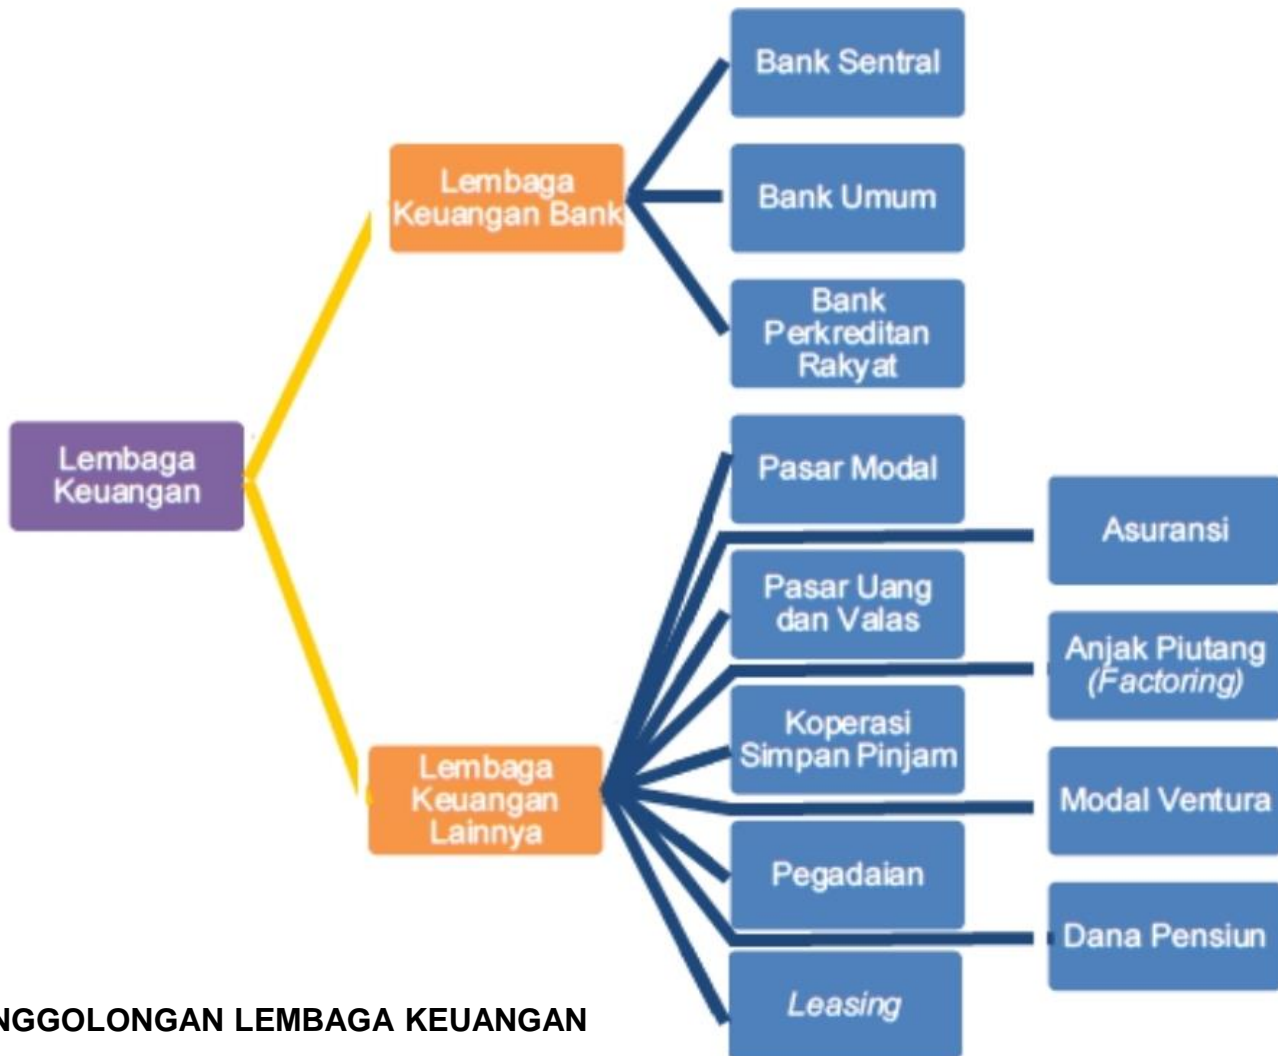 Bank Sentral
Lembaga
Keuangan Bank
Bank Umum
Bank
Perkreditan
Rakyat
Lembaga
Keuangan
Pasar Modal
Asuransi
Pasar Uang
dan Valas
Anjak Piutang
(Factoring)
Koperasi
Simpan Pinjam
Lembaga
Keuangan
Lainnya
Modal Ventura
Pegadaian
Dana Pensiun
Leasing
NGGOLONGAN LEMBAGA KEUANGAN